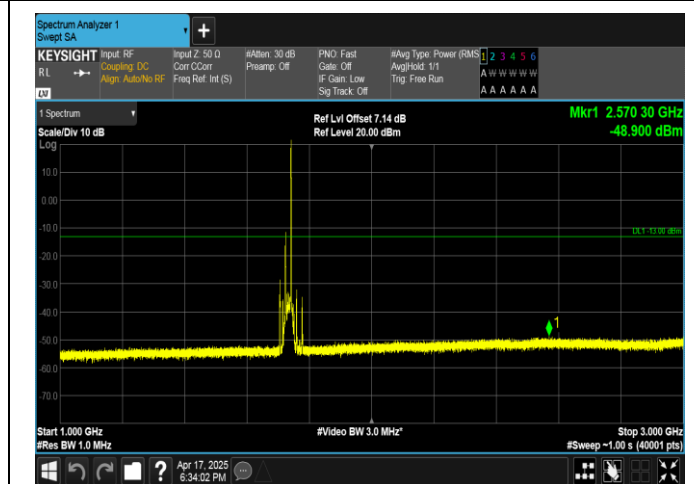 Spectrum Analyzer 1
Swept SA
+
KEYSIGHT
RL
LXI
Input: RF
Coupling: DC
Align: Auto/No RF
Input Z: 50 Ω
Corr CCorr
Freq Ref: Int (S)
#Atten: 30 dB
Preamp: Off
PNO: Fast
Gate: Off
IF Gain: Low
Sig Track: Off
#Avg Type: Power (RMS
Avg|Hold: 1/1
Trig: Free Run
1 2 3 4 5 6
A W W W W W
A A A A A A
1 Spectrum
Ref Lvl Offset 7.14 dB
Mkr1 2.570 30 GHz
Scale/Div 10 dB
Ref Level 20.00 dBm
-48.900 dBm
Log
10.0
0.00
-10.0
DL1 -13.00 dBm
-20.0
-30.0
-40.0
1
-50.0
-60.0
-70.0
Start 1.000 GHz
#Video BW 3.0 MHz*
Stop 3.000 GHz
#Res BW 1.0 MHz
#Sweep ~1.00 s (40001 pts)
?
Apr 17, 2025
6:34:02 PM